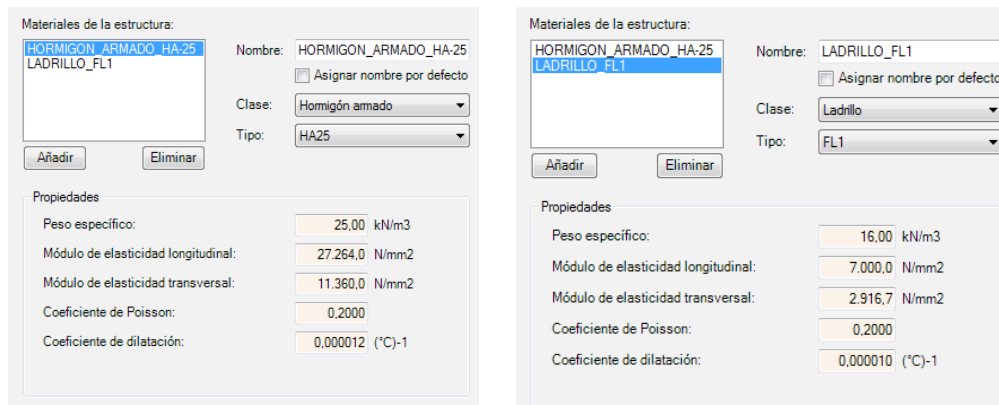 Materiales de la estructura:
HORMIGON_ARMADO_HA-25
LADRILLO_FL1
Nombre: HORMIGON_ARMADO_HA-25
Asignar nombre por defecto
Clase: Hormigón armado
Tipo: HA25
Añadir Eliminar
Propiedades
Peso específico: 25,00 kN/m3
Módulo de elasticidad longitudinal: 27.264,0 N/mm2
Módulo de elasticidad transversal: 11.360,0 N/mm2
Coeficiente de Poisson: 0,2000
Coeficiente de dilatación: 0,000012 (°C)-1
Materiales de la estructura:
HORMIGON_ARMADO_HA-25
LADRILLO_FL1
Nombre: LADRILLO_FL1
Asignar nombre por defecto
Clase: Ladrillo
Tipo: FL1
Añadir Eliminar
Propiedades
Peso específico: 16,00 kN/m3
Módulo de elasticidad longitudinal: 7.000,0 N/mm2
Módulo de elasticidad transversal: 2.916,7 N/mm2
Coeficiente de Poisson: 0,2000
Coeficiente de dilatación: 0,000010 (°C)-1